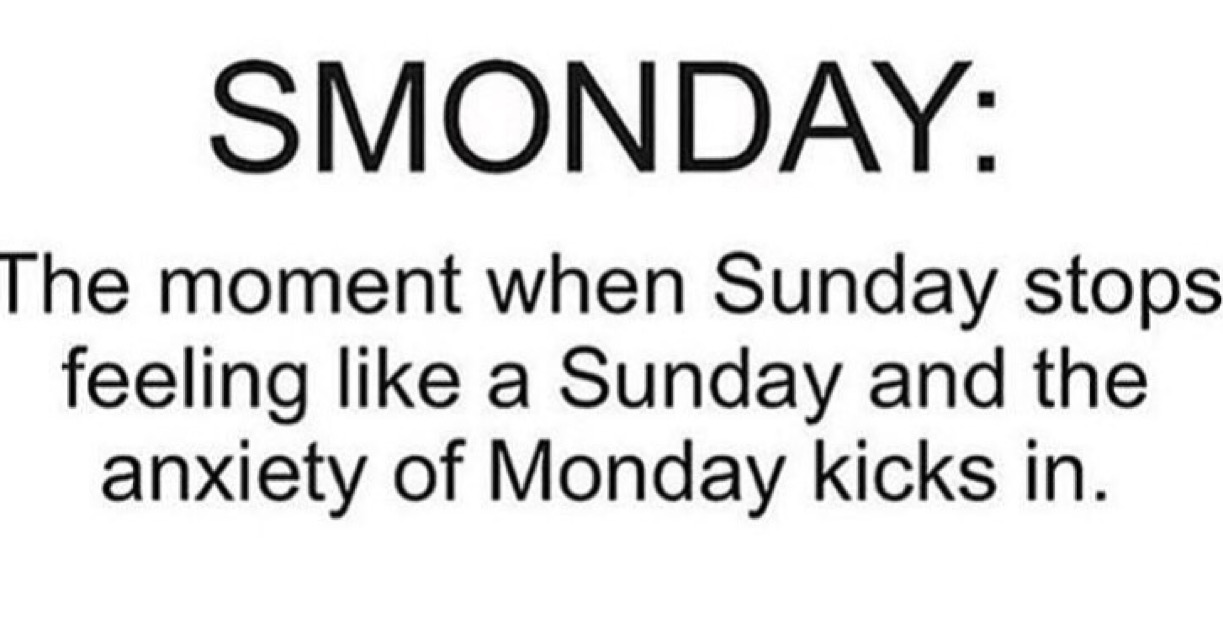 SMONDAY:
The moment when Sunday stops
feeling like a Sunday and the
anxiety of Monday kicks in.